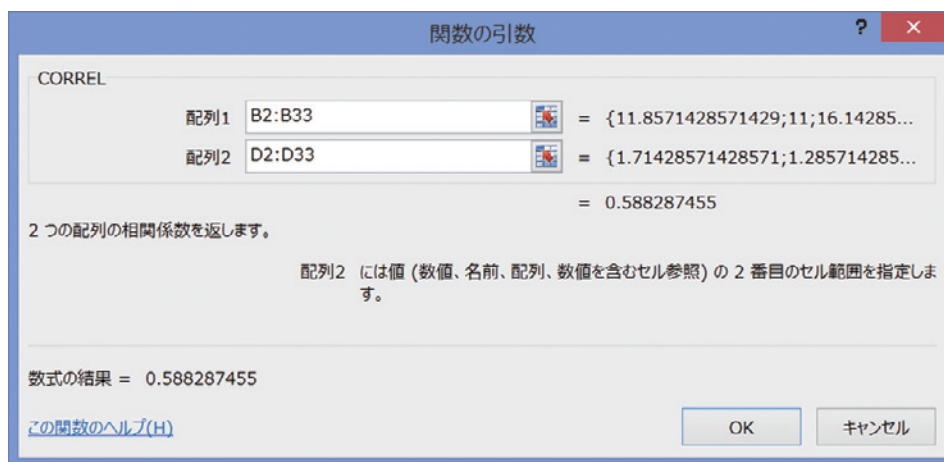 関数の引数
?
×
CORREL
配列1 B2:B33 = {11.8571428571429;11;16.14285...
配列2 D2:D33 = {1.71428571428571;1.285714285...
= 0.588287455
2 つの配列の相関係数を返します。
配列2 には値 (数値、名前、配列、数値を含むセル参照) の 2 番目のセル範囲を指定しま
す。
数式の結果 = 0.588287455
この関数のヘルプ(H)
OK
キャンセル